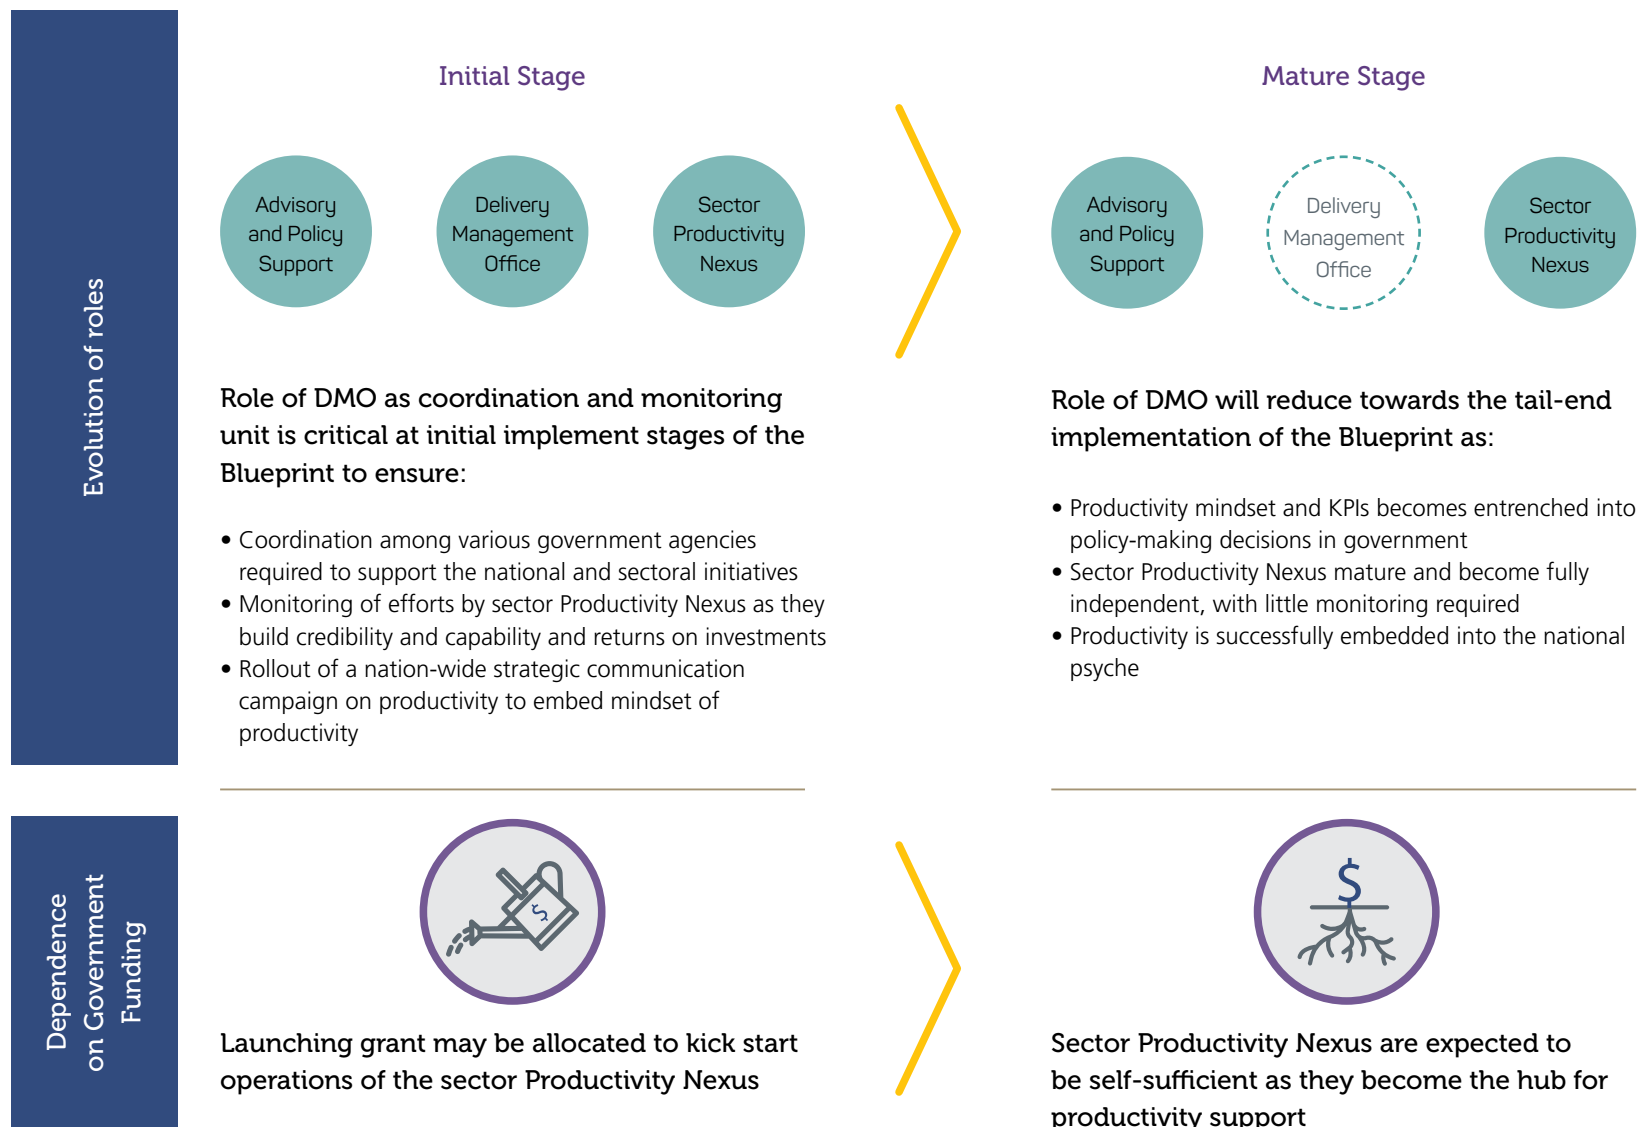 Evolution of roles
Initial Stage
Advisory
and Policy
Support
Delivery
Management
Office
Sector
Productivity
Nexus
Role of DMO as coordination and monitoring
unit is critical at initial implement stages of the
Blueprint to ensure:
• Coordination among various government agencies
required to support the national and sectoral initiatives
• Monitoring of efforts by sector Productivity Nexus as they
build credibility and capability and returns on investments
• Rollout of a nation-wide strategic communication
campaign on productivity to embed mindset of
productivity
Mature Stage
Advisory
and Policy
Support
Delivery
Management
Office
Sector
Productivity
Nexus
Role of DMO will reduce towards the tail-end
implementation of the Blueprint as:
• Productivity mindset and KPIs becomes entrenched into
policy-making decisions in government
• Sector Productivity Nexus mature and become fully
independent, with little monitoring required
• Productivity is successfully embedded into the national
psyche
Dependence
on Government
Funding
$
Launching grant may be allocated to kick start
operations of the sector Productivity Nexus
$
Sector Productivity Nexus are expected to
be self-sufficient as they become the hub for
productivity support